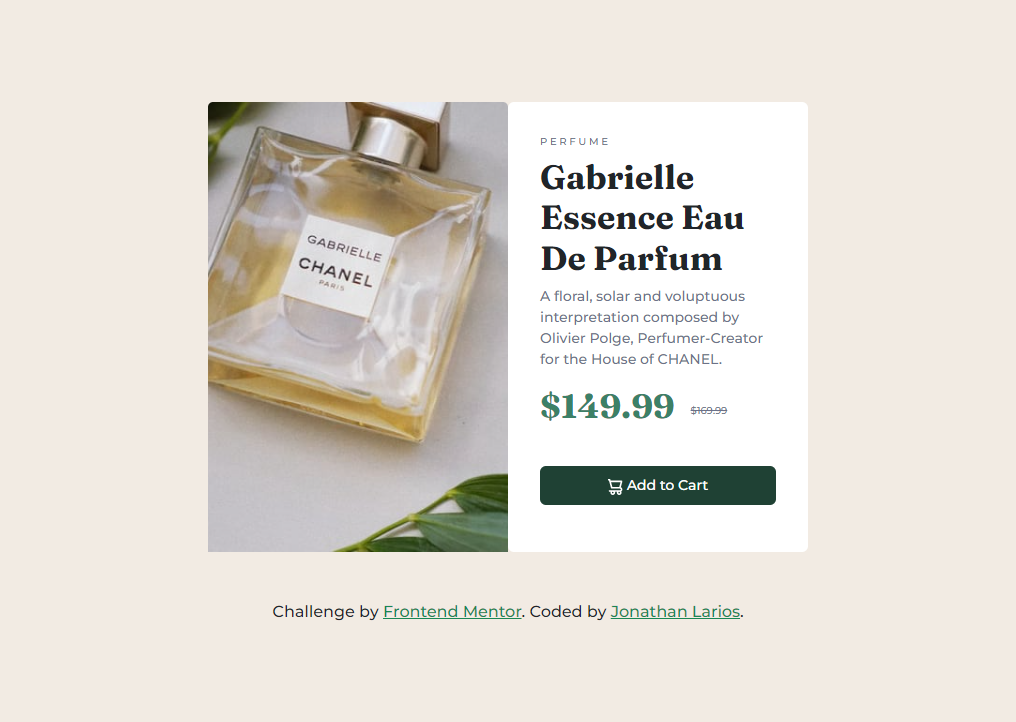 GABRIELLE
CHANEL
PARIS
PERFUME
Gabrielle
Essence Eau
De Parfum
A floral, solar and voluptuous
interpretation composed by
Olivier Polge, Perfumer-Creator
for the House of CHANEL.
$149.99 $169.99
Add to Cart
Challenge by Frontend Mentor. Coded by Jonathan Larios.